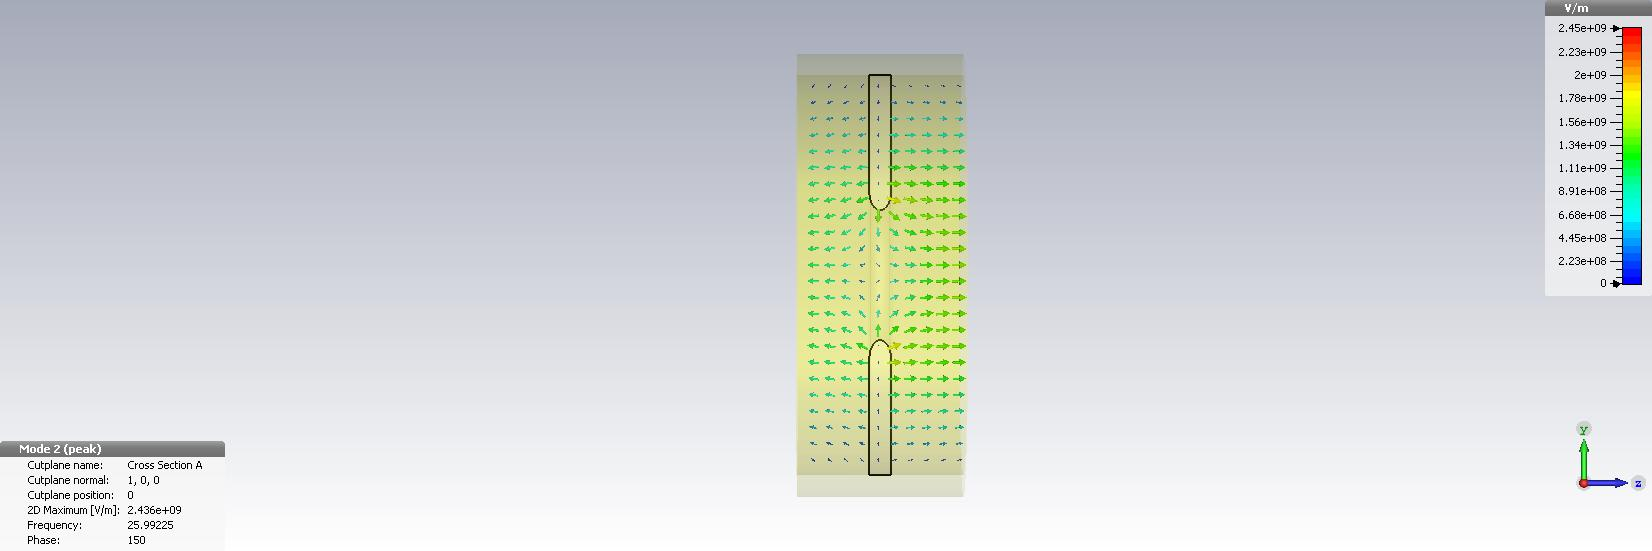 V/m
2.45e+09
2.23e+09
2e+09
1.78e+09
1.56e+09
1.34e+09
1.11e+09
8.91e+08
6.68e+08
4.45e+08
2.23e+08
0
y
z
Mode 2 (peak)
Cutplane name: Cross Section A
Cutplane normal: 1, 0, 0
Cutplane position: 0
2D Maximum [V/m]: 2.436e+09
Frequency: 25.99225
Phase: 150